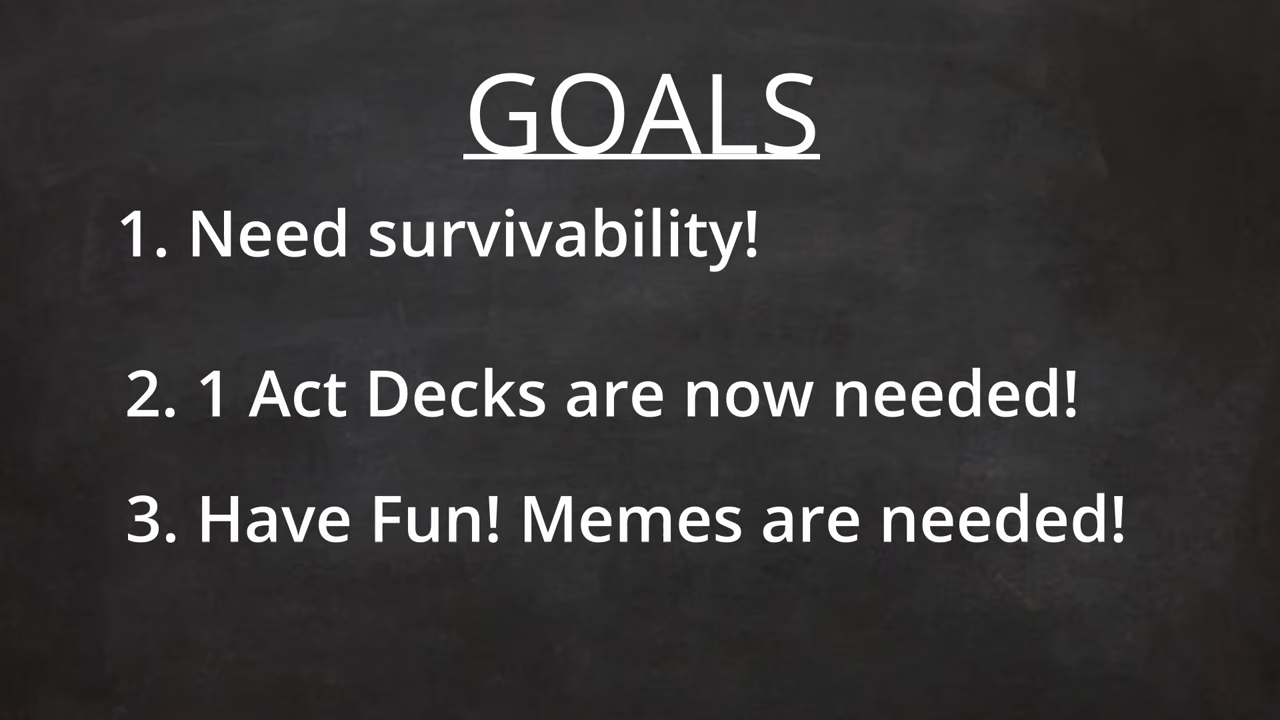 GOALS
1. Need survivability!
2. 1 Act Decks are now needed!
3. Have Fun! Memes are needed!